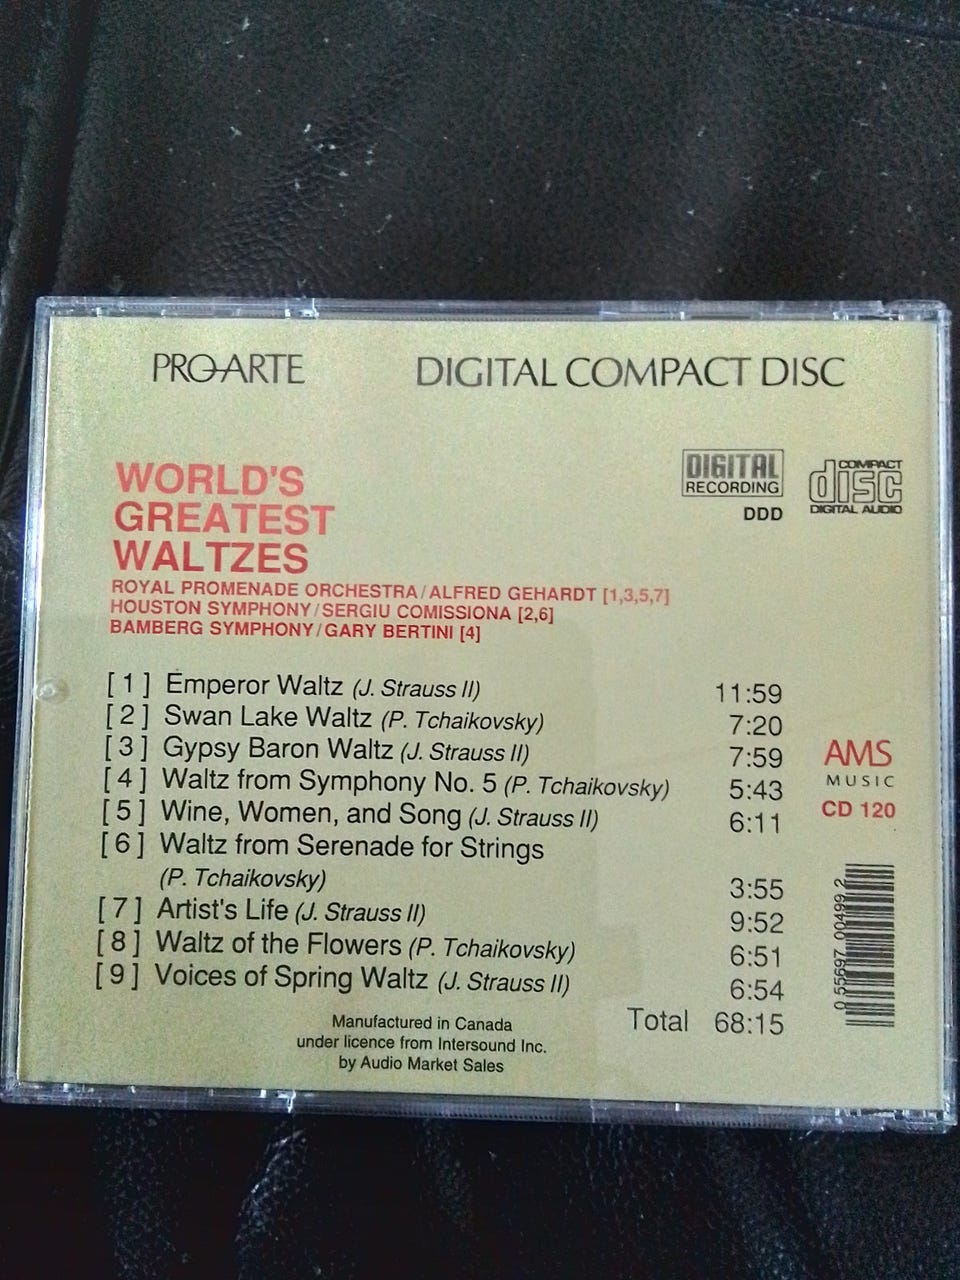 PRO-ARTE DIGITAL COMPACT DISC
DIGITAL
RECORDING
DDD
COMPACT
disc
DIGITAL AUDIO
WORLD'S
GREATEST
WALTZES
ROYAL PROMENADE ORCHESTRA/ALFRED GEHARDT [1,3,5,7]
HOUSTON SYMPHONY/SERGIU COMISSIONA [2,6]
BAMBERG SYMPHONY/GARY BERTINI [4]
[1] Emperor Waltz (J. Strauss II) 11:59
[2] Swan Lake Waltz (P. Tchaikovsky) 7:20
[3] Gypsy Baron Waltz (J. Strauss II) 7:59
[4] Waltz from Symphony No. 5 (P. Tchaikovsky) 5:43
[5] Wine, Women, and Song (J. Strauss II) 6:11
[6] Waltz from Serenade for Strings
(P. Tchaikovsky) 3:55
[7] Artist's Life (J. Strauss II) 9:52
[8] Waltz of the Flowers (P. Tchaikovsky) 6:51
[9] Voices of Spring Waltz (J. Strauss II) 6:54
Total 68:15
Manufactured in Canada
under licence from Intersound Inc.
by Audio Market Sales
AMS
MUSIC
CD 120
0 55697 00499 2